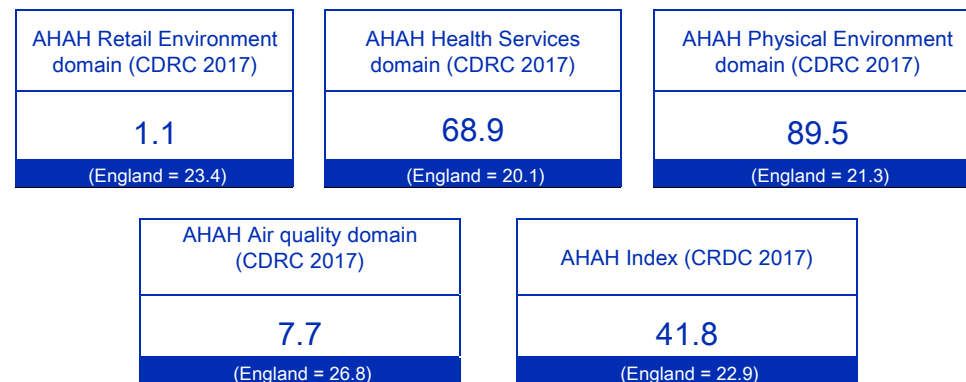 AHAH Retail Environment
domain (CDRC 2017)
1.1
(England = 23.4)
AHAH Health Services
domain (CDRC 2017)
68.9
(England = 20.1)
AHAH Physical Environment
domain (CDRC 2017)
89.5
(England = 21.3)
AHAH Air quality domain
(CDRC 2017)
7.7
(England = 26.8)
AHAH Index (CRDC 2017)
41.8
(England = 22.9)